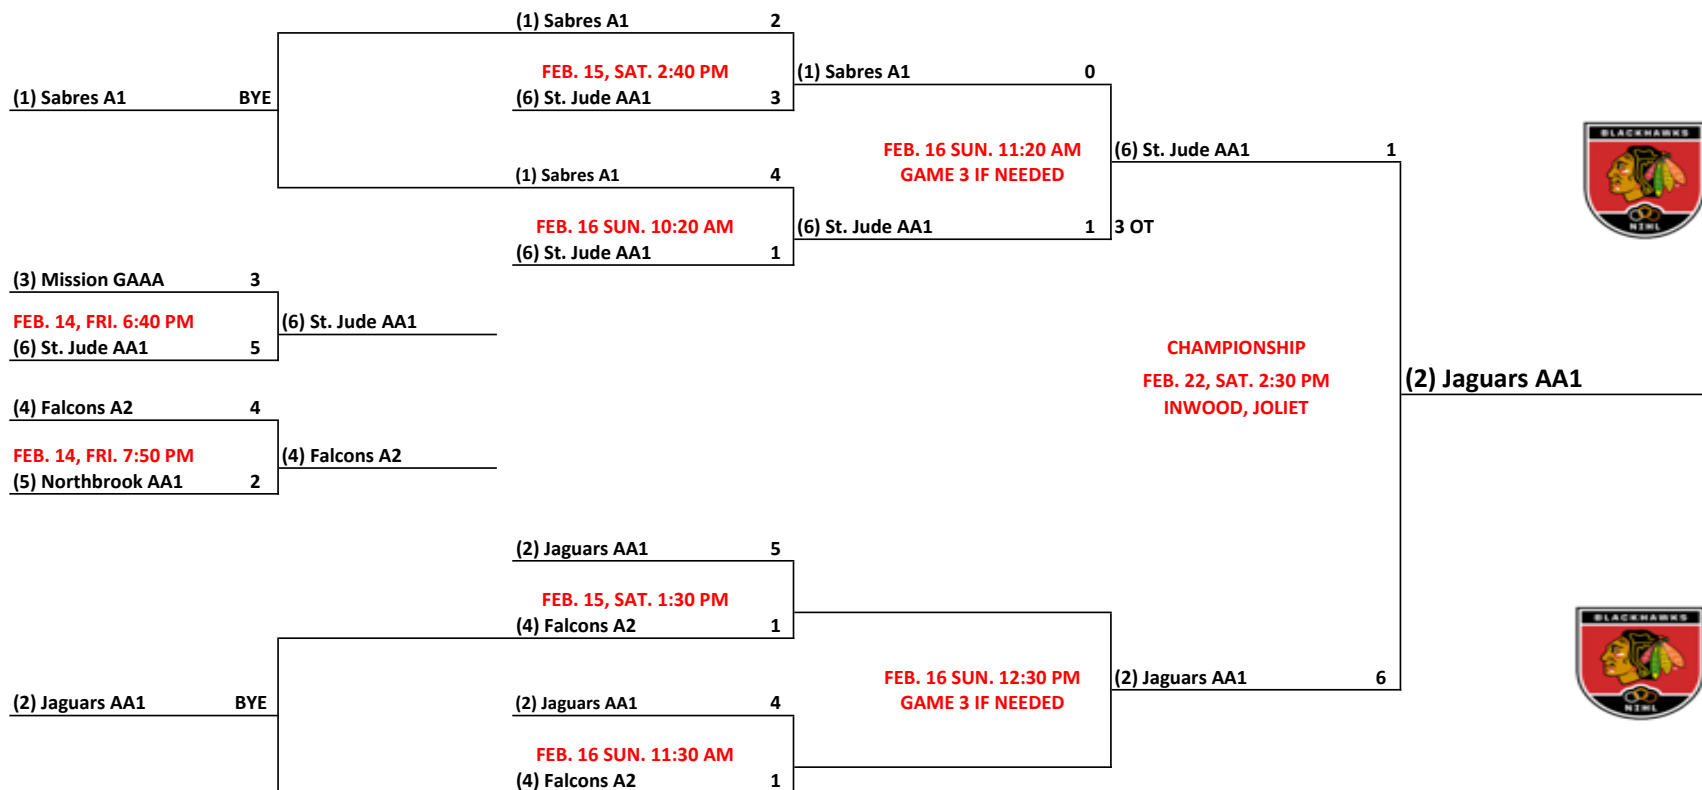 (1) Sabres A1 2
FEB. 15, SAT. 2:40 PM
(1) Sabres A1 0
(1) Sabres A1 BYE
(6) St. Jude AA1 3
BLACKHAWKS
NIHL
FEB. 16 SUN. 11:20 AM
GAME 3 IF NEEDED
(6) St. Jude AA1 1
(1) Sabres A1 4
FEB. 16 SUN. 10:20 AM
(6) St. Jude AA1 1 3 OT
(6) St. Jude AA1 1
(3) Mission GAAA 3
FEB. 14, FRI. 6:40 PM
(6) St. Jude AA1
(6) St. Jude AA1 5
CHAMPIONSHIP
FEB. 22, SAT. 2:30 PM
INWOOD, JOLIET
(2) Jaguars AA1
(4) Falcons A2 4
FEB. 14, FRI. 7:50 PM
(4) Falcons A2
(5) Northbrook AA1 2
(2) Jaguars AA1 5
FEB. 15, SAT. 1:30 PM
(4) Falcons A2 1
BLACKHAWKS
NIHL
FEB. 16 SUN. 12:30 PM
GAME 3 IF NEEDED
(2) Jaguars AA1 6
(2) Jaguars AA1 BYE
(2) Jaguars AA1 4
FEB. 16 SUN. 11:30 AM
(4) Falcons A2 1